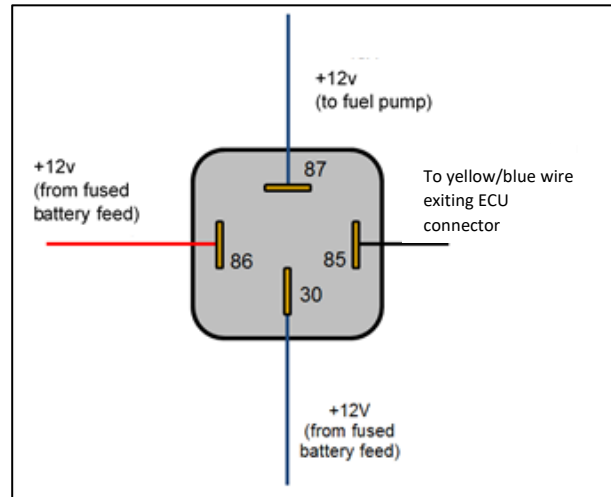 +12v
(to fuel pump)
+12v
(from fused
battery feed)
87
To yellow/blue wire
exiting ECU
connector
86
85
30
+12V
(from fused
battery feed)